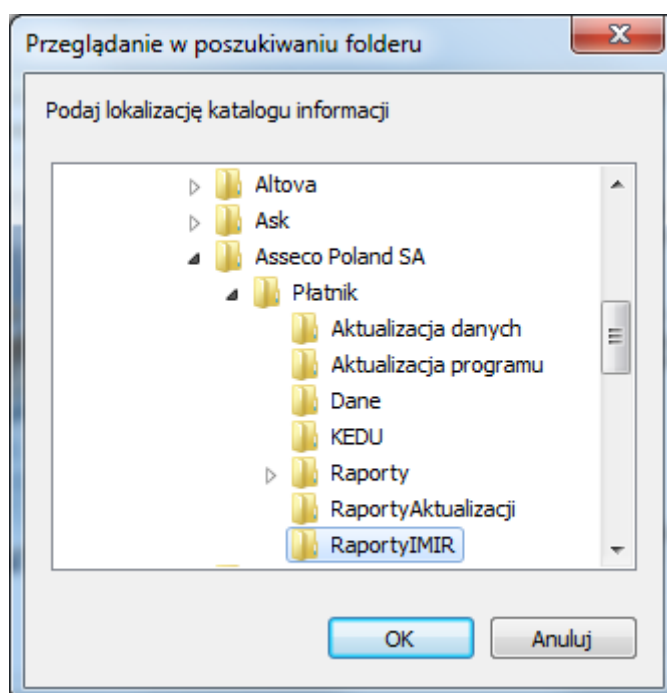 Przeglądanie w poszukiwaniu folderu
Podaj lokalizację katalogu informacji
Altova
Ask
Asseco Poland SA
Płatnik
Aktualizacja danych
Aktualizacja programu
Dane
KEDU
Raporty
RaportyAktualizacji
RaportyIMIR
OK Anuluj